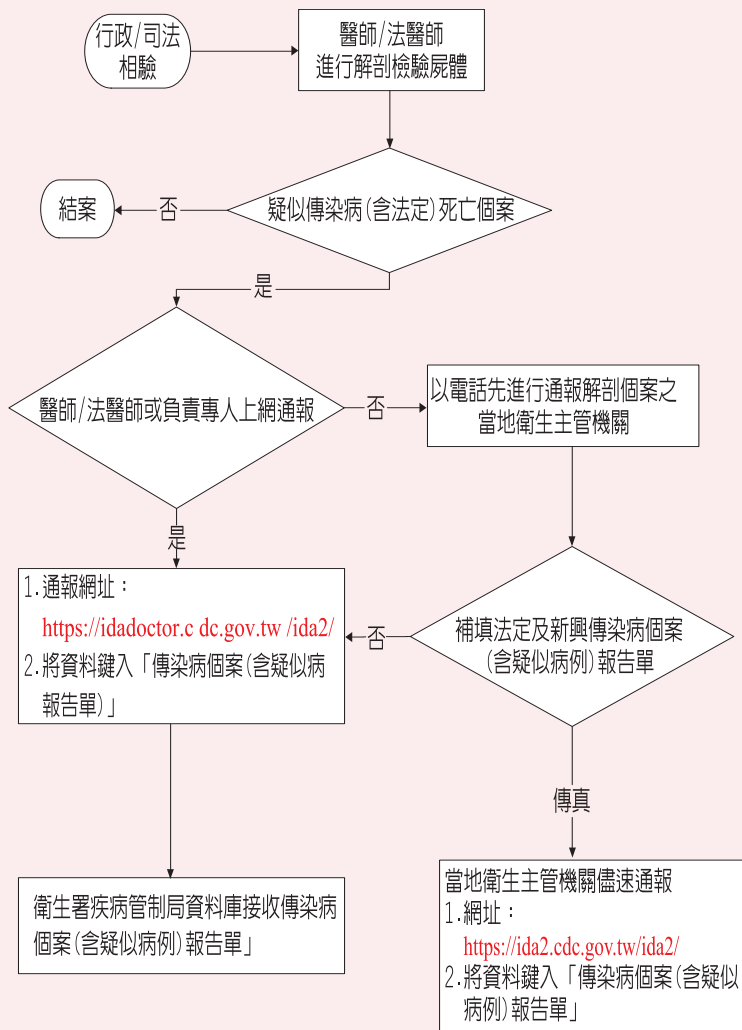 行政/司法
相驗
醫師/法醫師
進行解剖檢驗屍體
疑似傳染病(含法定)死亡個案
否
結案
是
醫師/法醫師或負責專人上網通報
否
以電話先進行通報解剖個案之
當地衛生主管機關
是
1.通報網址：
https://idadoctor.c dc.gov.tw /ida2/
2.將資料鍵入「傳染病個案(含疑似病
報告單)」
否
補填法定及新興傳染病個案
(含疑似病例)報告單
傳真
衛生署疾病管制局資料庫接收傳染病
個案(含疑似病例)報告單」
當地衛生主管機關儘速通報
1.網址：
https://ida2.cdc.gov.tw/ida2/
2.將資料鍵入「傳染病個案(含疑似
病例)報告單」